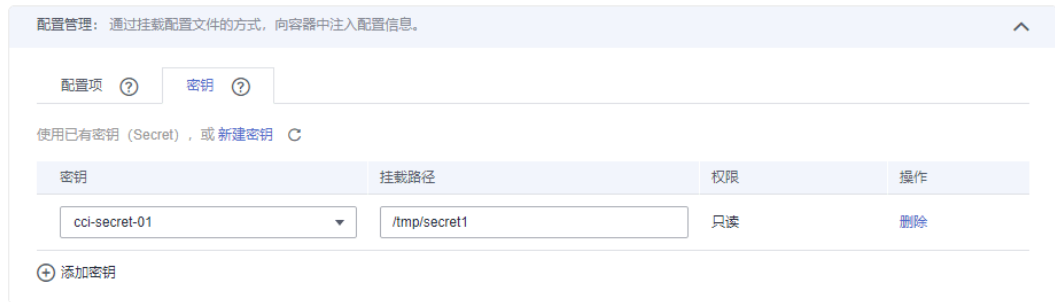 配置管理：通过挂载配置文件的方式，向容器中注入配置信息。
配置项 ? 密钥 ?
使用已有密钥（Secret），或 新建密钥
密钥 挂载路径 权限 操作
cci-secret-01 /tmp/secret1 只读 删除
添加密钥